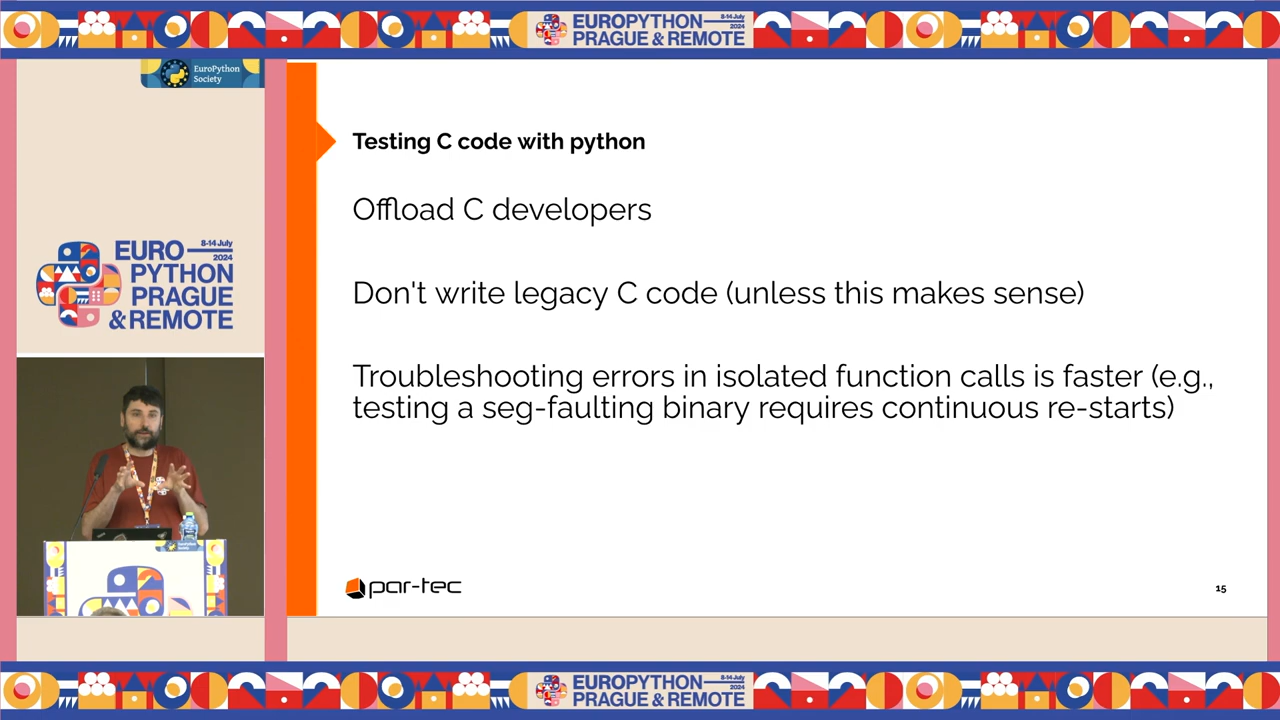 EUROPYTHON
8-14 July
2024
PRAGUE & REMOTE
EuroPython
Society
EURO
8-14 July
2024
PYTHON
PRAGUE
& REMOTE
Testing C code with python
Offload C developers
Don't write legacy C code (unless this makes sense)
Troubleshooting errors in isolated function calls is faster (e.g.,
testing a seg-faulting binary requires continuous re-starts)
par-tec
15
EuroPython
Society
EUROPYTHON
8-14 July
2024
PRAGUE & REMOTE